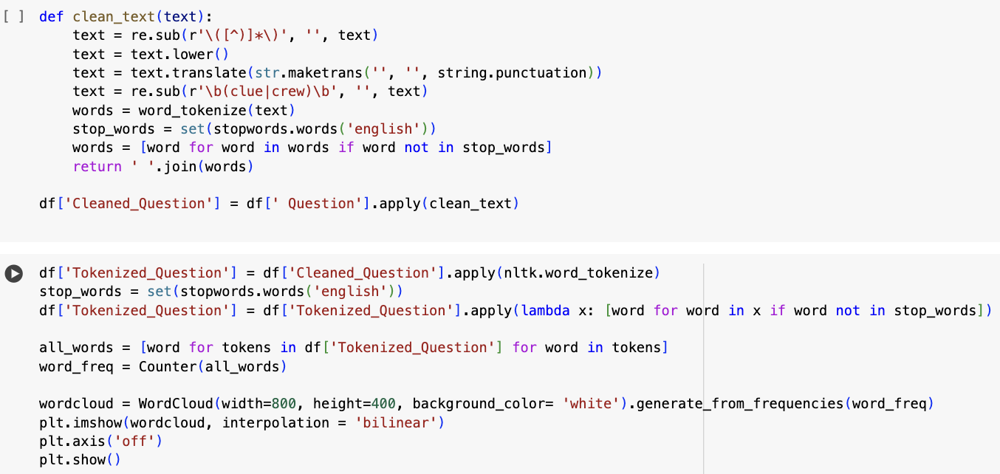 [ ] def clean_text(text):
    text = re.sub(r'\([^)]*\)', '', text)
    text = text.lower()
    text = text.translate(str.maketrans('', '', string.punctuation))
    text = re.sub(r'\b(clue|crew)\b', '', text)
    words = word_tokenize(text)
    stop_words = set(stopwords.words('english'))
    words = [word for word in words if word not in stop_words]
    return ' '.join(words)

df['Cleaned_Question'] = df[' Question'].apply(clean_text)

df['Tokenized_Question'] = df['Cleaned_Question'].apply(nltk.word_tokenize)
stop_words = set(stopwords.words('english'))
df['Tokenized_Question'] = df['Tokenized_Question'].apply(lambda x: [word for word in x if word not in stop_words])

all_words = [word for tokens in df['Tokenized_Question'] for word in tokens]
word_freq = Counter(all_words)

wordcloud = WordCloud(width=800, height=400, background_color= 'white').generate_from_frequencies(word_freq)
plt.imshow(wordcloud, interpolation = 'bilinear')
plt.axis('off')
plt.show()